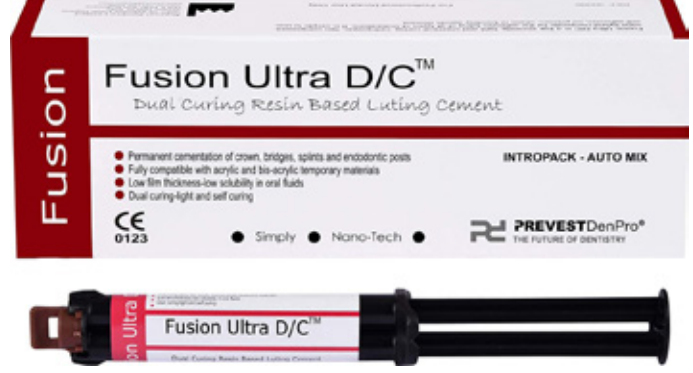 Fusion
Fusion Ultra D/C™
Dual Curing Resin Based Luting Cement
Permanent cementation of crown, bridges, splints and endodontic posts
Fully compatible with acrylic and bis-acrylic temporary materials
Low film thickness-low solubility in oral fluids
Dual curing-light and self curing
INTROPACK - AUTO MIX
CE
0123
● Simply ● Nano-Tech ●
PREVESTDenPro®
THE FUTURE OF DENTISTRY
on Ultra
Fusion Ultra D/C™
Dual Curing Resin Based Luting Cement